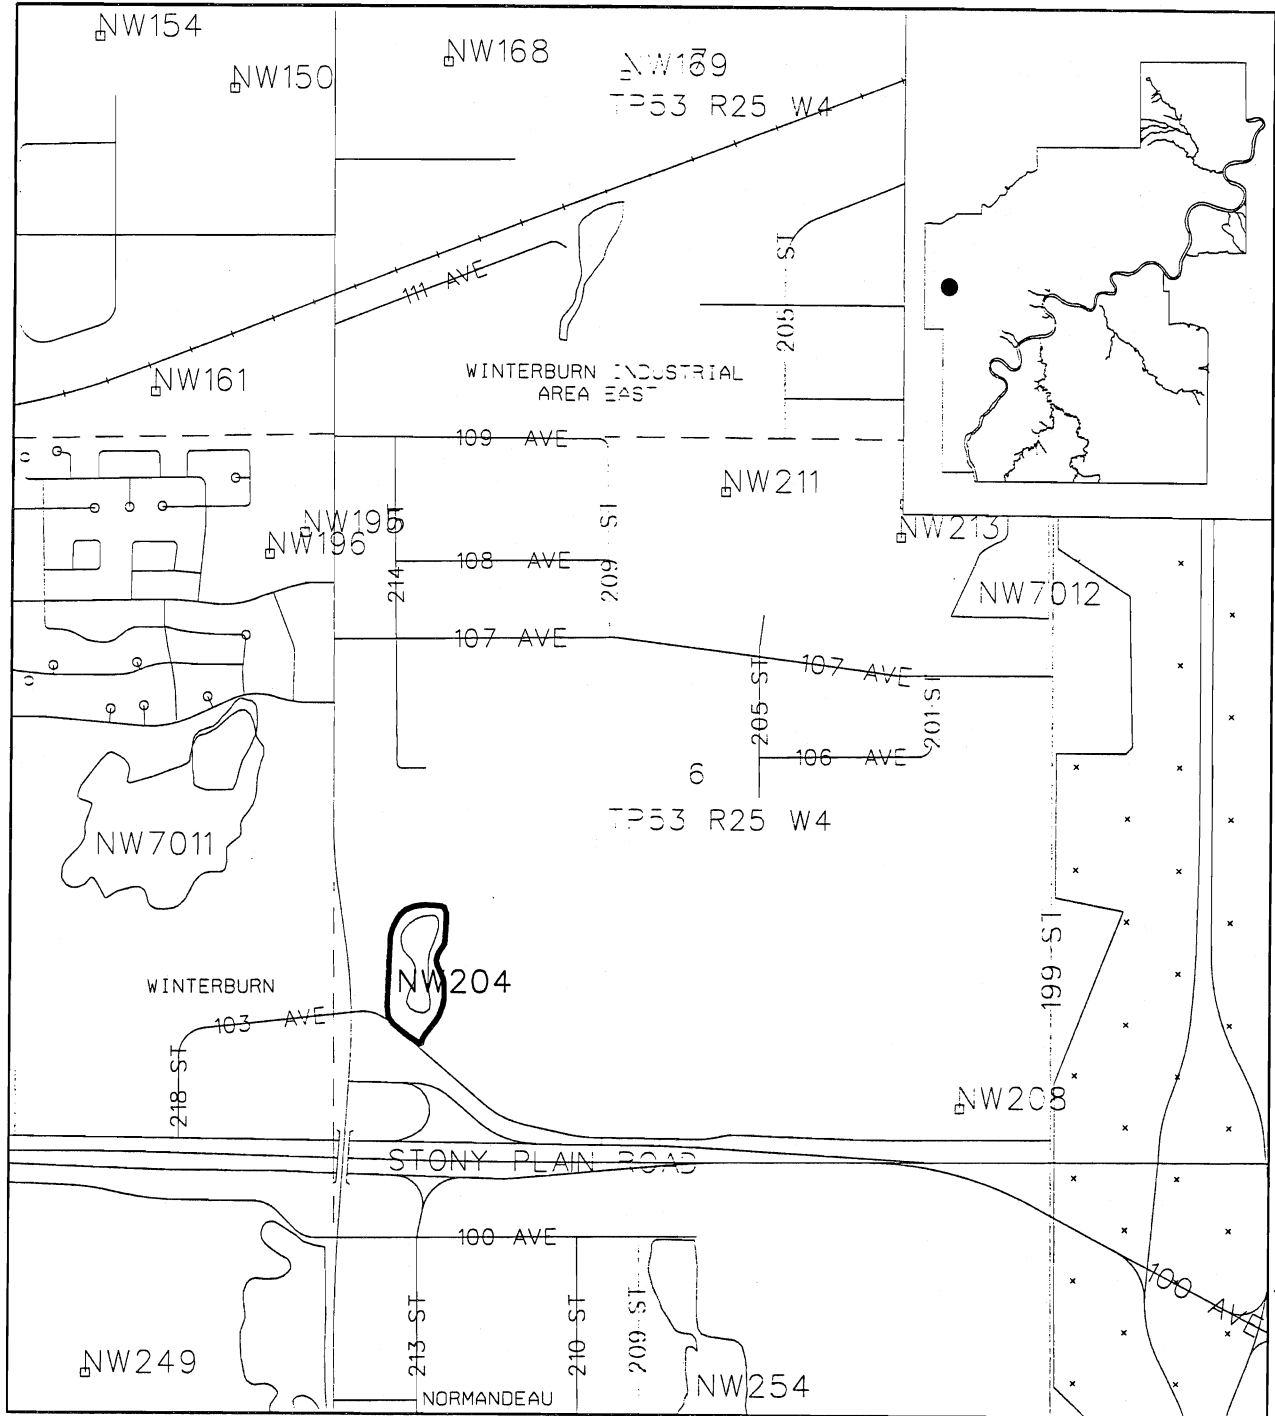 NW154
NW168
NW169
NW150
TP53 R25 W4
111 AVE
205 ST
WINTERBURN INDUSTRIAL
AREA EAST
NW161
109 AVE
NW211
NW195
NW213
NW196
214 ST
108 AVE
209 ST
NW7012
107 AVE
107 AVE
205 ST
201 ST
106 AVE
6
TP53 R25 W4
NW7011
199 ST
NW204
WINTERBURN
103 AVE
218 ST
NW208
STONY PLAIN ROAD
100 AVE
100 AVE
213 ST
210 ST
209 ST
NW249
NW254
NORMANDEAU